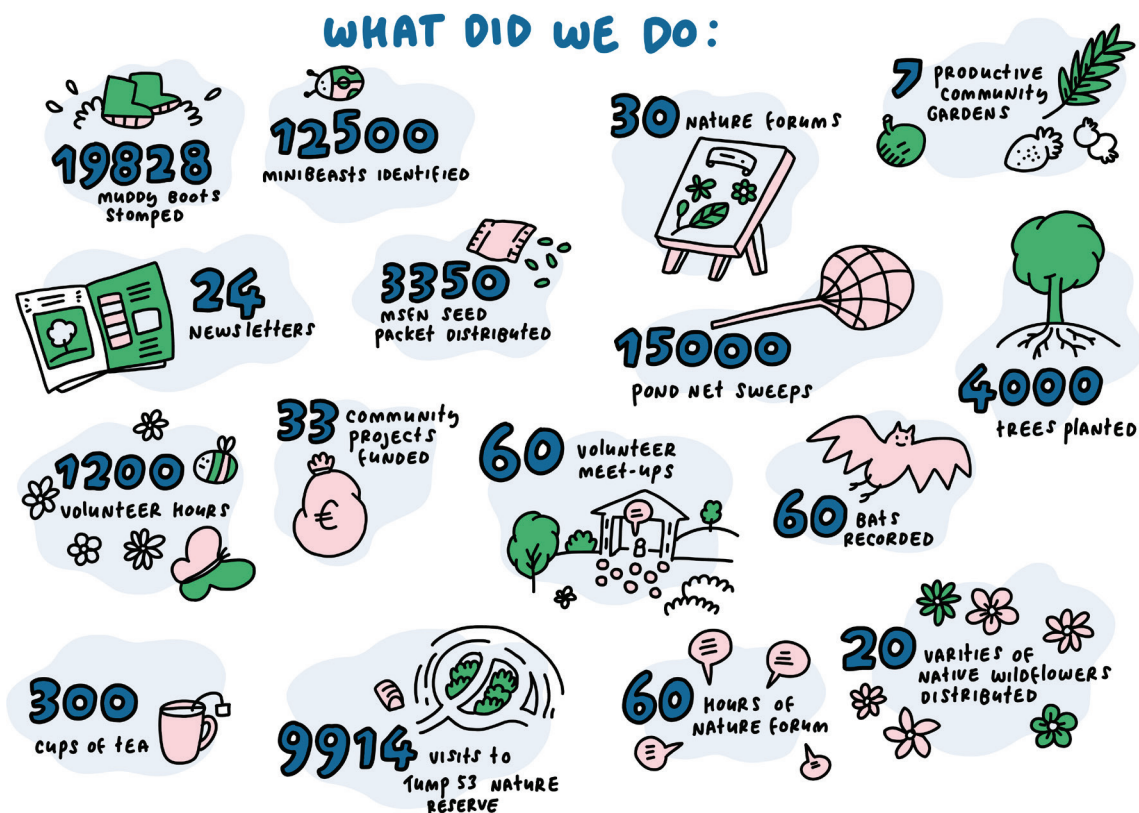 WHAT DID WE DO:
19828
MUDDY BOOTS
STOMPED
12500
MINIBEASTS IDENTIFIED
30 NATURE FORUMS
7 PRODUCTIVE
COMMUNITY
GARDENS
24
NEWSLETTERS
3350
MSFN SEED
PACKET DISTRIBUTED
15000
POND NET SWEEPS
4000
TREES PLANTED
1200
VOLUNTEER HOURS
33 COMMUNITY
PROJECTS
FUNDED
€
60 VOLUNTEER
MEET-UPS
60 BATS
RECORDED
300
CUPS OF TEA
9914 VISITS TO
TUMP 53 NATURE
RESERVE
60 HOURS OF
NATURE FORUM
20 VARITIES OF
NATIVE WILDFLOWERS
DISTRIBUTED